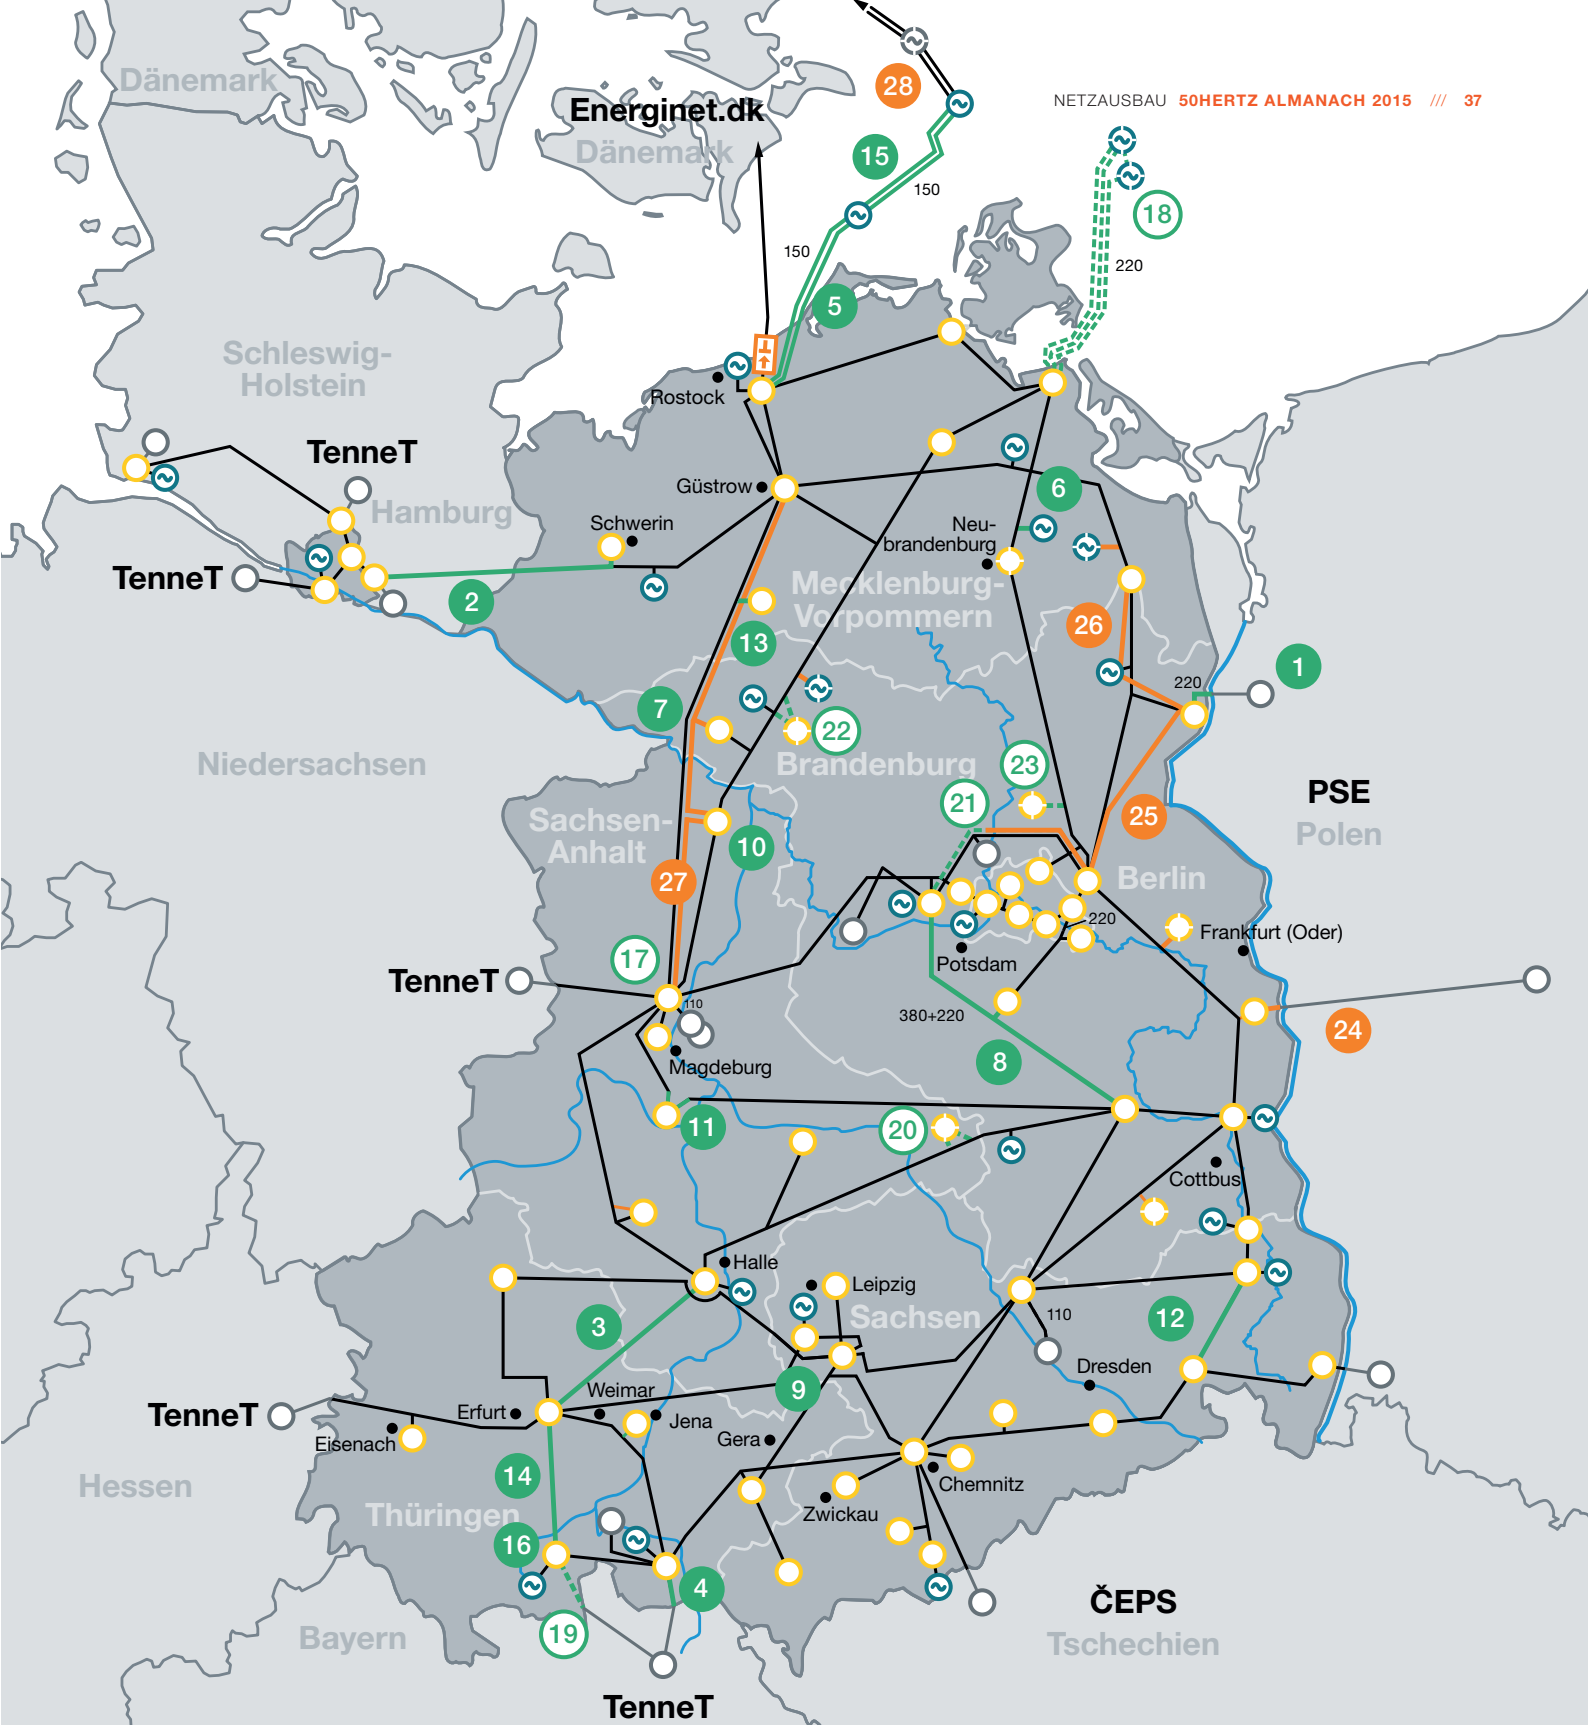 Dänemark
Energinet.dk
Dänemark
28
NETZAUSBAU 50HERTZ ALMANACH 2015 /// 37
15
150
18
150
220
5
Schleswig-
Holstein
Rostock
TenneT
Hamburg
Güstrow
6
Schwerin
Neu-
brandenburg
TenneT
2
Mecklenburg-
Vorpommern
13
26
1
220
7
22
Niedersachsen
Brandenburg
23
21
PSE
Polen
Sachsen-
Anhalt
10
25
27
Berlin
220
Frankfurt (Oder)
17
Potsdam
TenneT
110
380+220
24
Magdeburg
8
11
20
Cottbus
Halle
Leipzig
3
Sachsen
110
12
Dresden
9
Weimar
TenneT
Erfurt
Jena
Eisenach
Gera
14
Chemnitz
Hessen
Thüringen
Zwickau
16
4
ČEPS
19
Bayern
Tschechien
TenneT